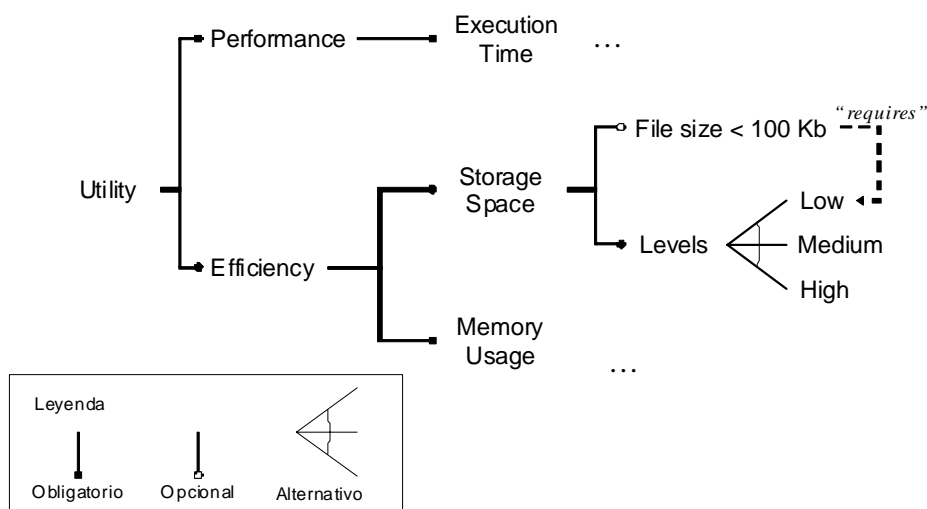 Performance
Execution
Time
...
Utility
Efficiency
Storage
Space
File size < 100 Kb
"requires"
Levels
Low
Medium
High
Memory
Usage
...
Leyenda
Obligatorio
Opcional
Alternativo